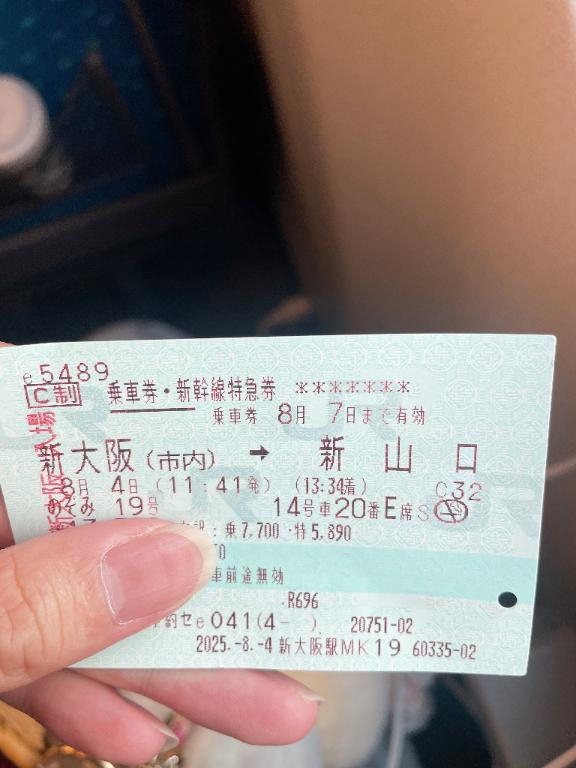 e5489
C制 乗車券・新幹線特急券 *******
乗車券 8月 7日まで有効
新大阪(市内) ➡ 新山口
8月 4日 (11:41発) (13:34着) C32
のぞみ 19号 14号車20番E席
:乗7,700・特5,890
車前途無効
R696
e041(4- ) 20751-02
2025.-8.-4 新大阪駅MK19 60335-02